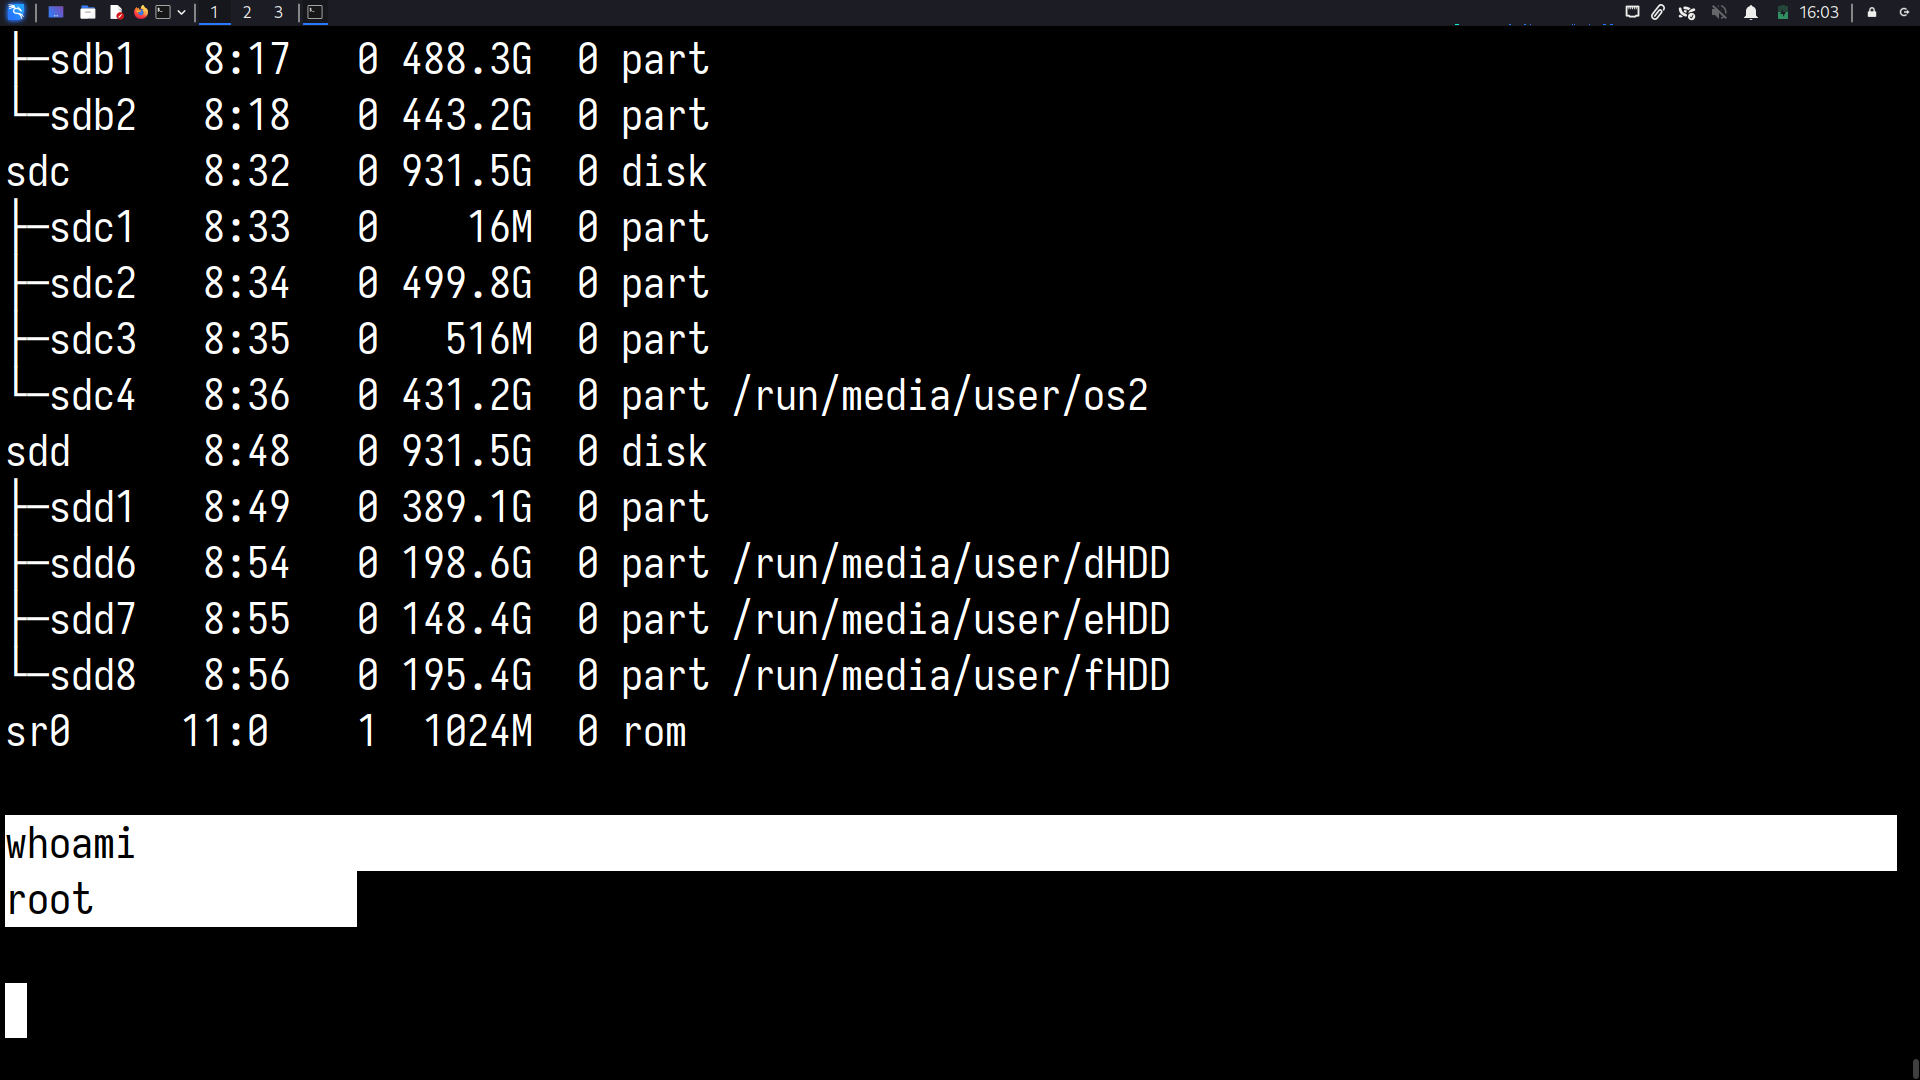 1 2 3 16:03
├─sdb1   8:17   0 488.3G  0 part
└─sdb2   8:18   0 443.2G  0 part
sdc      8:32   0 931.5G  0 disk
├─sdc1   8:33   0    16M  0 part
├─sdc2   8:34   0 499.8G  0 part
├─sdc3   8:35   0   516M  0 part
└─sdc4   8:36   0 431.2G  0 part /run/media/user/os2
sdd      8:48   0 931.5G  0 disk
├─sdd1   8:49   0 389.1G  0 part
├─sdd6   8:54   0 198.6G  0 part /run/media/user/dHDD
├─sdd7   8:55   0 148.4G  0 part /run/media/user/eHDD
└─sdd8   8:56   0 195.4G  0 part /run/media/user/fHDD
sr0     11:0    1  1024M  0 rom
whoami
root